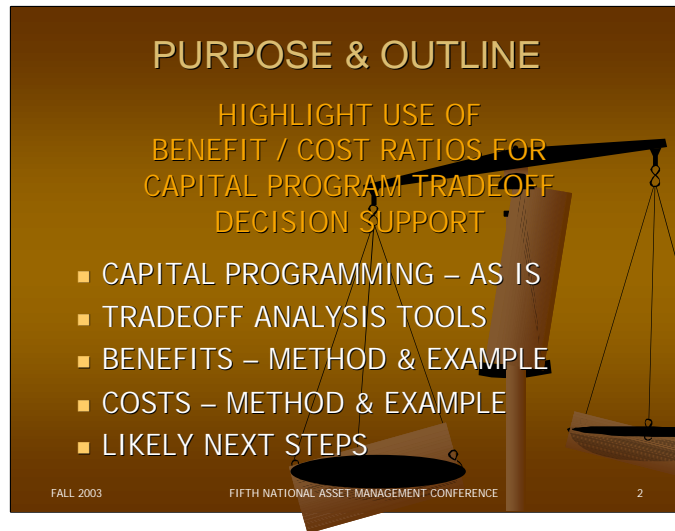 PURPOSE & OUTLINE
HIGHLIGHT USE OF
BENEFIT / COST RATIOS FOR
CAPITAL PROGRAM TRADEOFF
DECISION SUPPORT
■ CAPITAL PROGRAMMING – AS IS
■ TRADEOFF ANALYSIS TOOLS
■ BENEFITS – METHOD & EXAMPLE
■ COSTS – METHOD & EXAMPLE
■ LIKELY NEXT STEPS
FALL 2003 FIFTH NATIONAL ASSET MANAGEMENT CONFERENCE 2